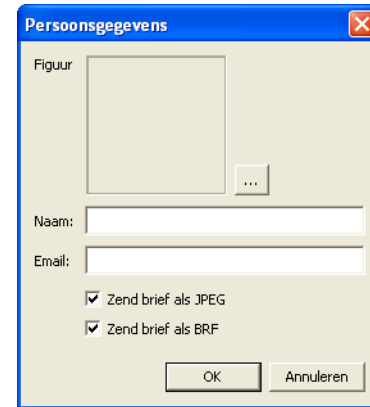 Persoonsgegevens
Figuur
...
Naam:
Email:
Zend brief als JPEG
Zend brief als BRF
OK Annuleren